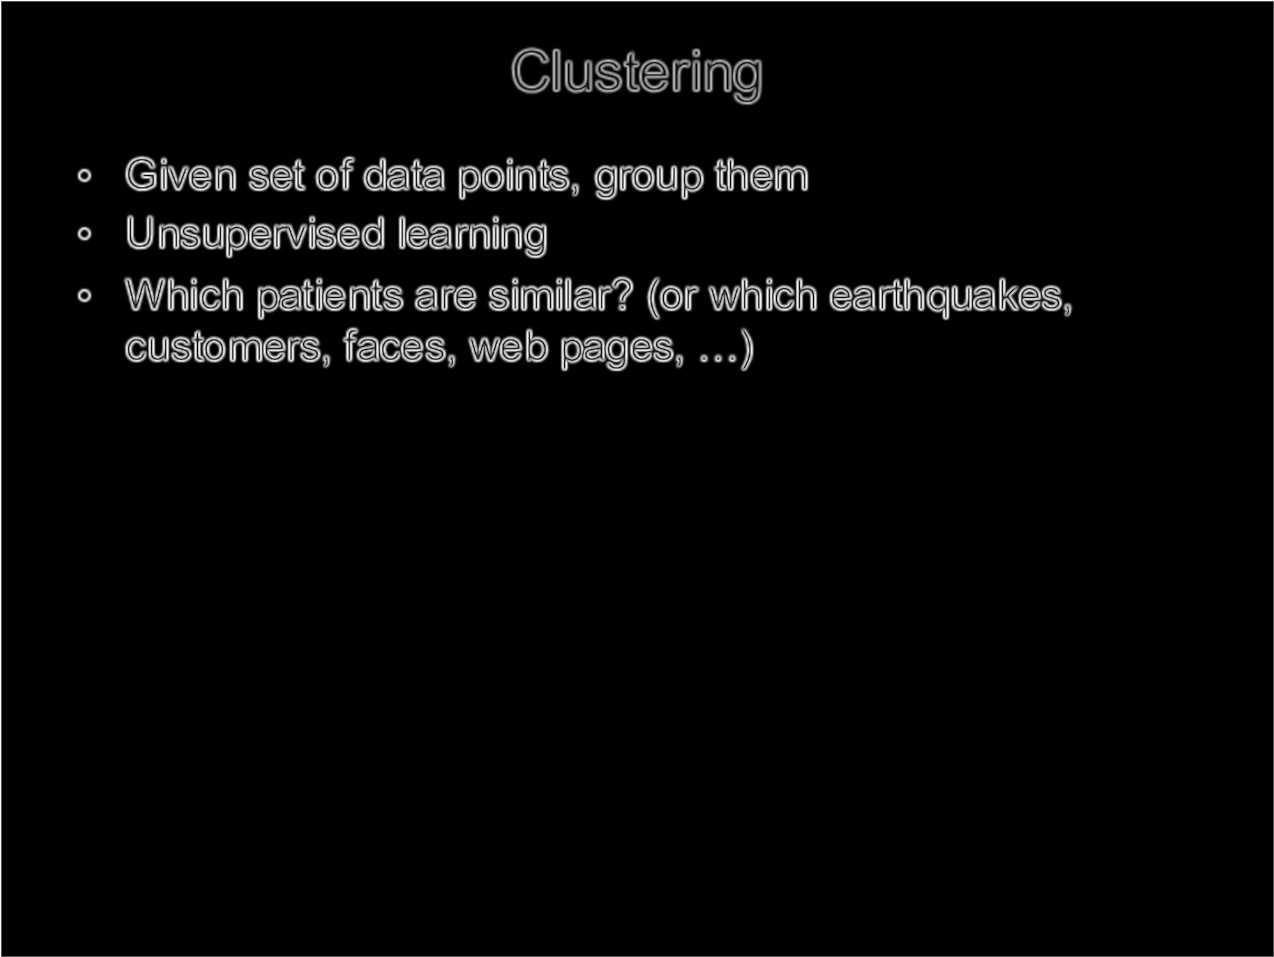 Clustering
• Given set of data points, group them
• Unsupervised learning
• Which patients are similar? (or which earthquakes,
customers, faces, web pages, …)